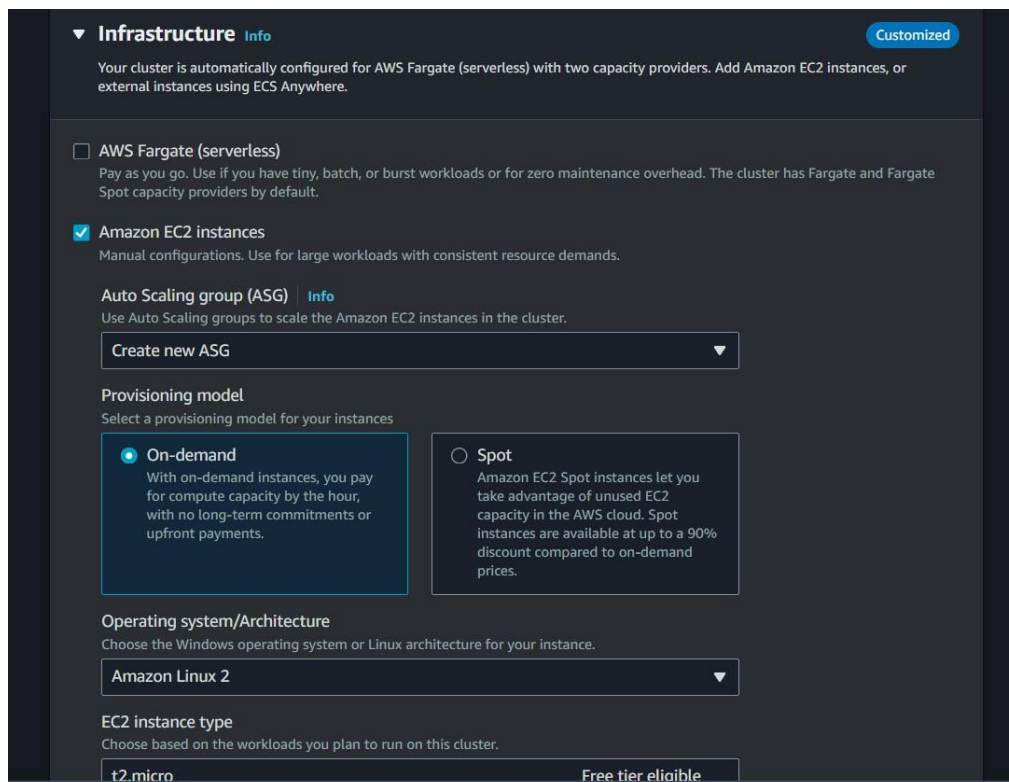 Infrastructure Info
Customized
Your cluster is automatically configured for AWS Fargate (serverless) with two capacity providers. Add Amazon EC2 instances, or
external instances using ECS Anywhere.
AWS Fargate (serverless)
Pay as you go. Use if you have tiny, batch, or burst workloads or for zero maintenance overhead. The cluster has Fargate and Fargate
Spot capacity providers by default.
Amazon EC2 instances
Manual configurations. Use for large workloads with consistent resource demands.
Auto Scaling group (ASG) Info
Use Auto Scaling groups to scale the Amazon EC2 instances in the cluster.
Create new ASG
Provisioning model
Select a provisioning model for your instances
On-demand
With on-demand instances, you pay
for compute capacity by the hour,
with no long-term commitments or
upfront payments.
Spot
Amazon EC2 Spot instances let you
take advantage of unused EC2
capacity in the AWS cloud. Spot
instances are available at up to a 90%
discount compared to on-demand
prices.
Operating system/Architecture
Choose the Windows operating system or Linux architecture for your instance.
Amazon Linux 2
EC2 instance type
Choose based on the workloads you plan to run on this cluster.
t2.micro Free tier eligible